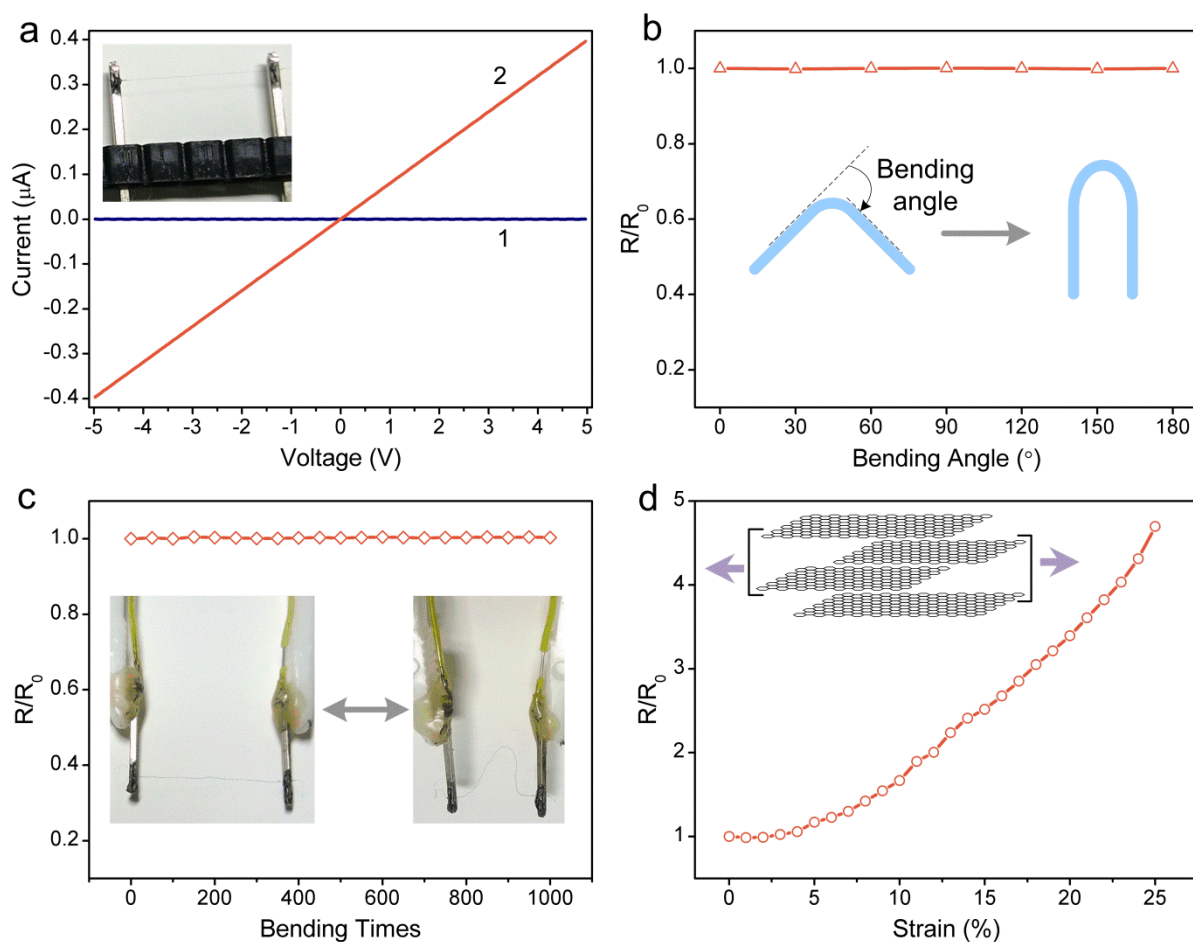 a
0.4
0.3
0.2
0.1
0.0
-0.1
-0.2
-0.3
-0.4
Current (μA)
2
1
-5 -4 -3 -2 -1 0 1 2 3 4 5
Voltage (V)
b
1.0
0.8
0.6
0.4
0.2
R/R₀
Bending
angle
0 30 60 90 120 150 180
Bending Angle (°)
c
1.0
0.8
0.6
0.4
0.2
R/R₀
0 200 400 600 800 1000
Bending Times
d
5
4
3
2
1
R/R₀
0 5 10 15 20 25
Strain (%)